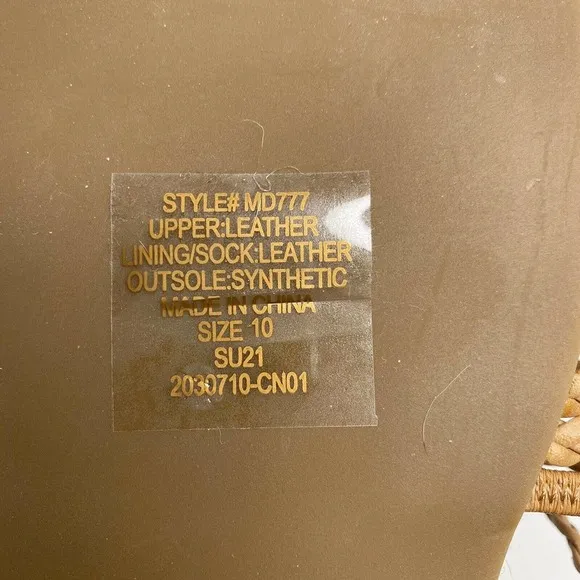 STYLE# MD777
UPPER:LEATHER
LINING/SOCK:LEATHER
OUTSOLE:SYNTHETIC
MADE IN CHINA
SIZE 10
SU21
2030710-CN01